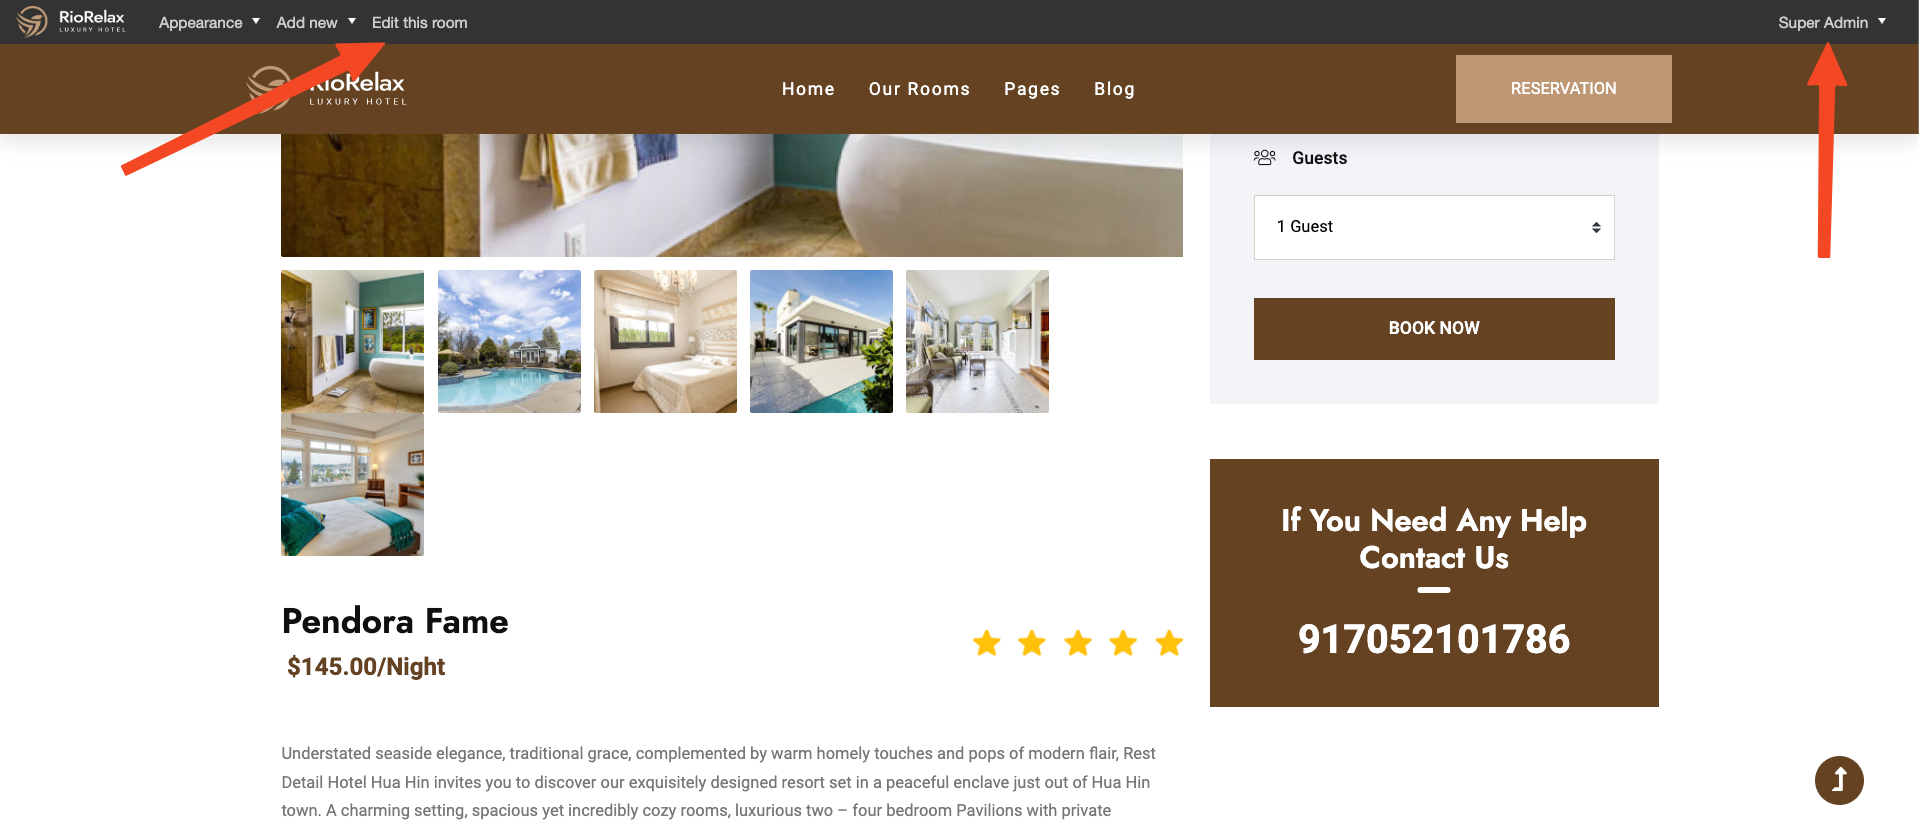 RioRelax
LUXURY HOTEL
Appearance
Add new
Edit this room
Super Admin
RioRelax
LUXURY HOTEL
Home
Our Rooms
Pages
Blog
RESERVATION
Guests
1 Guest
BOOK NOW
If You Need Any Help
Contact Us
917052101786
Pendora Fame
$145.00/Night
Understated seaside elegance, traditional grace, complemented by warm homely touches and pops of modern flair, Rest
Detail Hotel Hua Hin invites you to discover our exquisitely designed resort set in a peaceful enclave just out of Hua Hin
town. A charming setting, spacious yet incredibly cozy rooms, luxurious two – four bedroom Pavilions with private